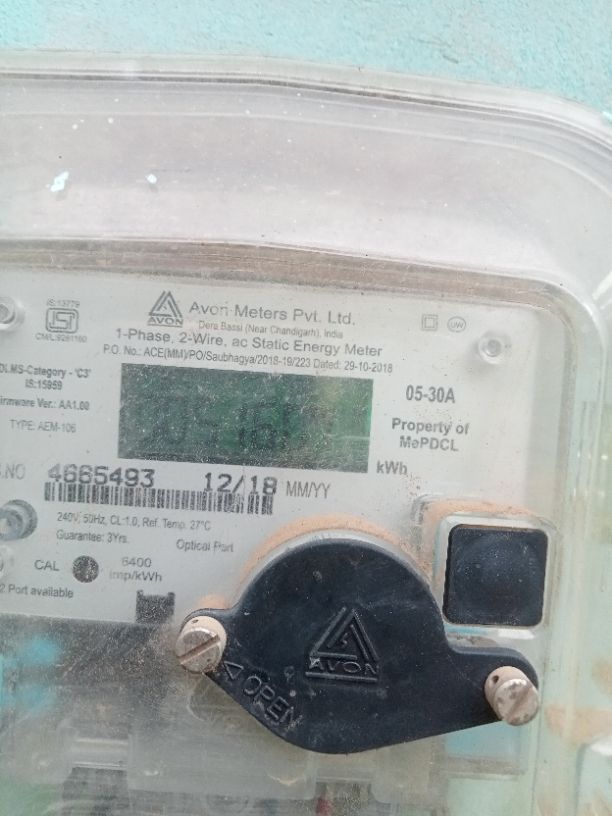 IS:13779
CM/L:9261160
AVON
Avon Meters Pvt. Ltd.
Dera Bassi (Near Chandigarh), India
UW
1-Phase, 2-Wire, ac Static Energy Meter
P.O. No.: ACE(MM)/PO/Saubhagya/2018-19/223 Dated: 29-10-2018
DLMS-Category - 'C3'
IS:15959
Firmware Ver.: AA1.00
TYPE: AEM-106
05-30A
Property of
MePDCL
kWh
S.NO 4665493 12/18 MM/YY
240V, 50Hz, CL:1.0, Ref. Temp. 27°C
Guarantee: 3Yrs.
Optical Port
CAL
6400
imp/kWh
Port available
AVON
OPEN